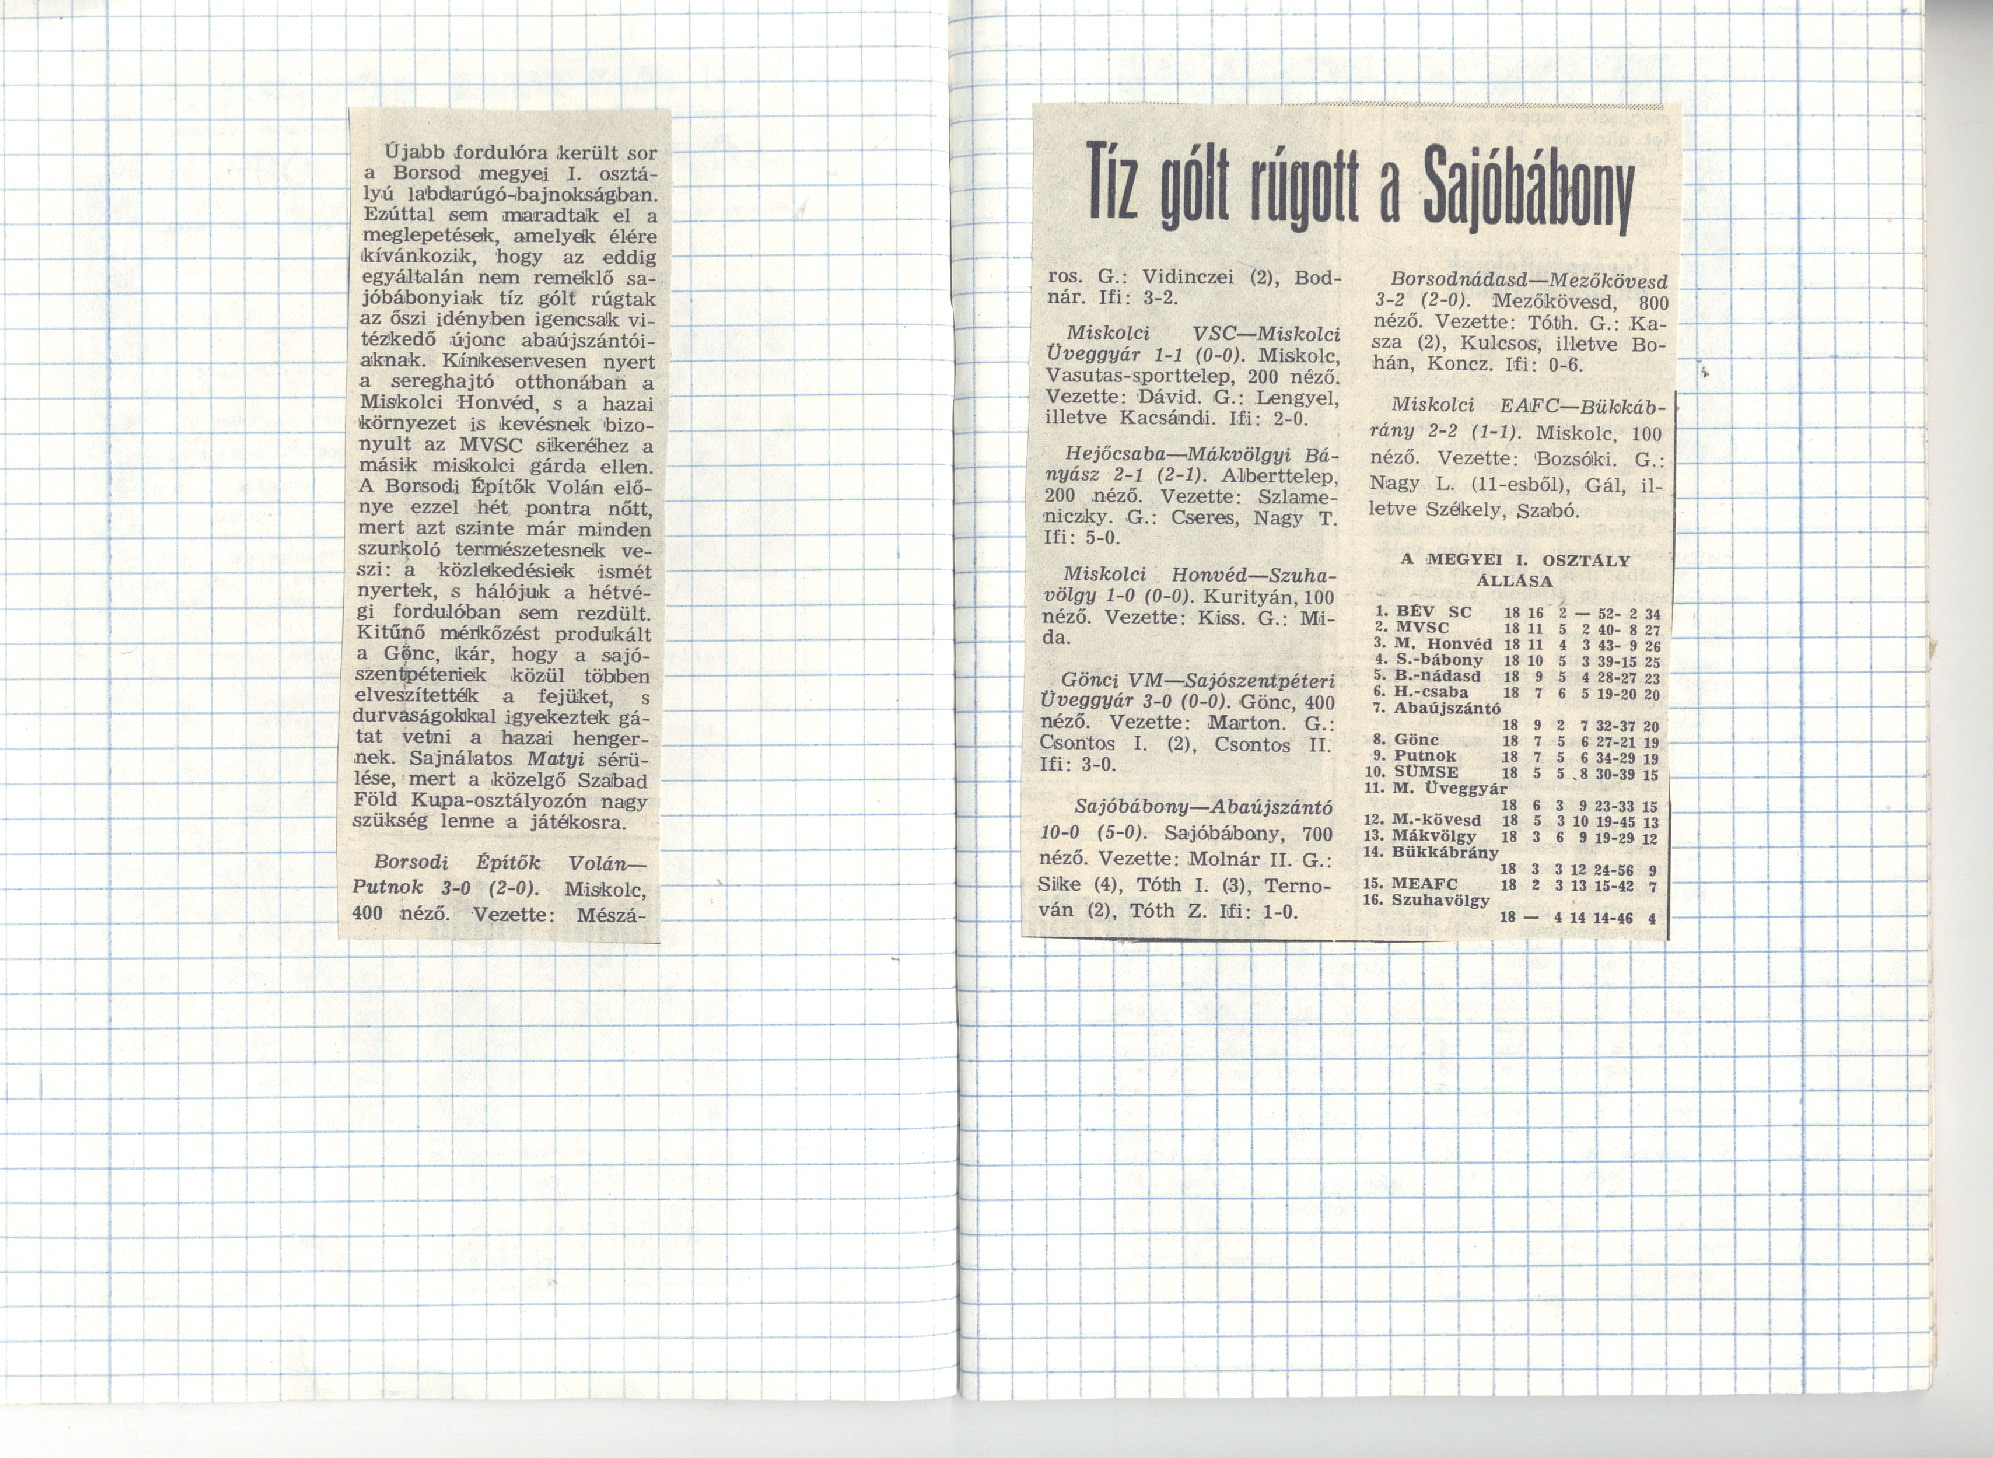 Újabb fordulóra került sor
a Borsod megyei I. osztá-
lyú labdarúgó-bajnokságban.
Ezúttal sem maradtak el a
meglepetések, amelyek élére
kívánkozik, hogy az eddig
egyáltalán nem remeklő sa-
jóbábonyiak tíz gólt rúgtak
az őszi idényben igencsak vi-
tézkedő újonc abaújszántói-
aknak. Kínkeservesen nyert
a sereghajtó otthonában a
Miskolci Honvéd, s a hazai
környezet is kevésnek bizo-
nyult az MVSC sikeréhez a
másik miskolci gárda ellen.
A Borsodi Építők Volán elő-
nye ezzel hét pontra nőtt,
mert azt szinte már minden
szurkoló természetesnek ve-
szi: a közlekedésiek ismét
nyertek, s hálójuk a hétvé-
gi fordulóban sem rezdült.
Kitűnő mérkőzést produkált
a Gönc, kár, hogy a sajó-
szentpéteriek közül többen
elveszítették a fejüket, s
durvaságokkal igyekeztek gá-
tat vetni a hazai henger-
nek. Sajnálatos Matyi sérü-
lése, mert a közelgő Szabad
Föld Kupa-osztályozón nagy
szükség lenne a játékosra.
Borsodi Építők Volán—
Putnok 3-0 (2-0). Miskolc,
400 néző. Vezette: Mészá-
Tíz gólt rúgott a Sajóbábony
ros. G.: Vidinczei (2), Bod-
nár. Ifi: 3-2.
Miskolci VSC—Miskolci
Üveggyár 1-1 (0-0). Miskolc,
Vasutas-sporttelep, 200 néző.
Vezette: Dávid. G.: Lengyel,
illetve Kacsándi. Ifi: 2-0.
Hejőcsaba—Mákvölgyi Bá-
nyász 2-1 (2-1). Alberttelep,
200 néző. Vezette: Szlame-
niczky. G.: Cseres, Nagy T.
Ifi: 5-0.
Miskolci Honvéd—Szuha-
völgy 1-0 (0-0). Kurityán, 100
néző. Vezette: Kiss. G.: Mi-
da.
Gönci VM—Sajószentpéteri
Üveggyár 3-0 (0-0). Gönc, 400
néző. Vezette: Marton. G.:
Csontos I. (2), Csontos II.
Ifi: 3-0.
Sajóbábony—Abaújszántó
10-0 (5-0). Sajóbábony, 700
néző. Vezette: Molnár II. G.:
Sike (4), Tóth I. (3), Terno-
ván (2), Tóth Z. Ifi: 1-0.
Borsodnádasd—Mezőkövesd
3-2 (2-0). Mezőkövesd, 800
néző. Vezette: Tóth. G.: Ka-
sza (2), Kulcsos, illetve Bo-
hán, Koncz. Ifi: 0-6.
Miskolci EAFC—Bükkáb-
rány 2-2 (1-1). Miskolc, 100
néző. Vezette: Bozsóki. G.:
Nagy L. (11-esből), Gál, il-
letve Székely, Szabó.
A MEGYEI I. OSZTÁLY
ÁLLÁSA
1. BÉV SC 18 16 2 — 52- 2 34
2. MVSC 18 11 5 2 40- 8 27
3. M. Honvéd 18 11 4 3 43- 9 26
4. S.-bábony 18 10 5 3 39-15 25
5. B.-nádasd 18 9 5 4 28-27 23
6. H.-csaba 18 7 6 5 19-20 20
7. Abaújszántó
18 9 2 7 32-37 20
8. Gönc 18 7 5 6 27-21 19
9. Putnok 18 7 5 6 34-29 19
10. SÜMSE 18 5 5 8 30-39 15
11. M. Üveggyár
18 6 3 9 23-33 15
12. M.-kövesd 18 5 3 10 19-45 13
13. Mákvölgy 18 3 6 9 19-29 12
14. Bükkábrány
18 3 3 12 24-56 9
15. MEAFC 18 2 3 13 15-42 7
16. Szuhavölgy
18 — 4 14 14-46 4